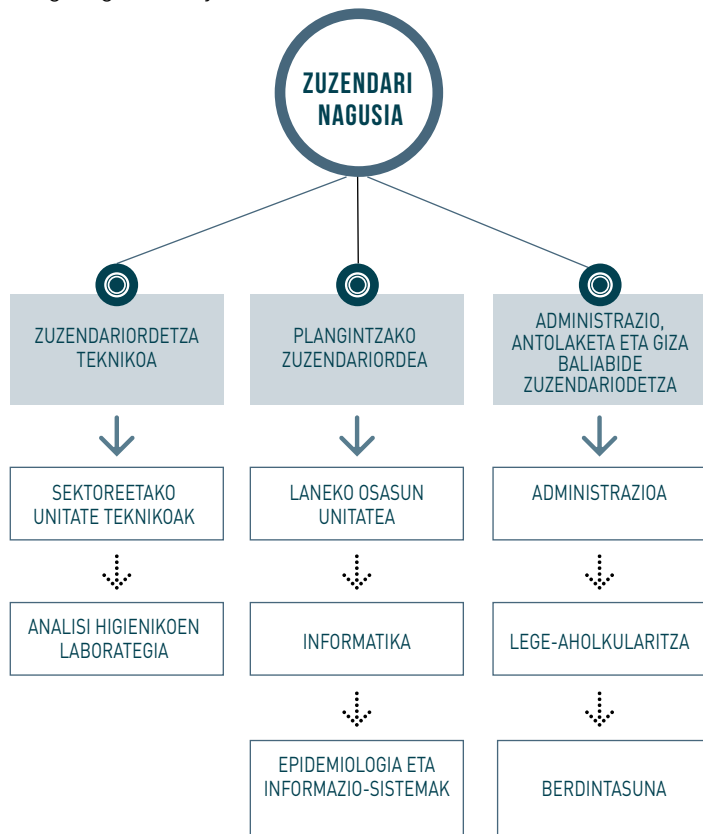 ZUZENDARI
NAGUSIA
ZUZENDARIORDETZA
TEKNIKOA
PLANGINTZAKO
ZUZENDARIORDEA
ADMINISTRAZIO,
ANTOLAKETA ETA GIZA
BALIABIDE
ZUZENDARIODETZA
SEKTOREETAKO
UNITATE TEKNIKOAK
LANEKO OSASUN
UNITATEA
ADMINISTRAZIOA
ANALISI HIGIENIKOEN
LABORATEGIA
INFORMATIKA
LEGE-AHOLKULARITZA
EPIDEMIOLOGIA ETA
INFORMAZIO-SISTEMAK
BERDINTASUNA